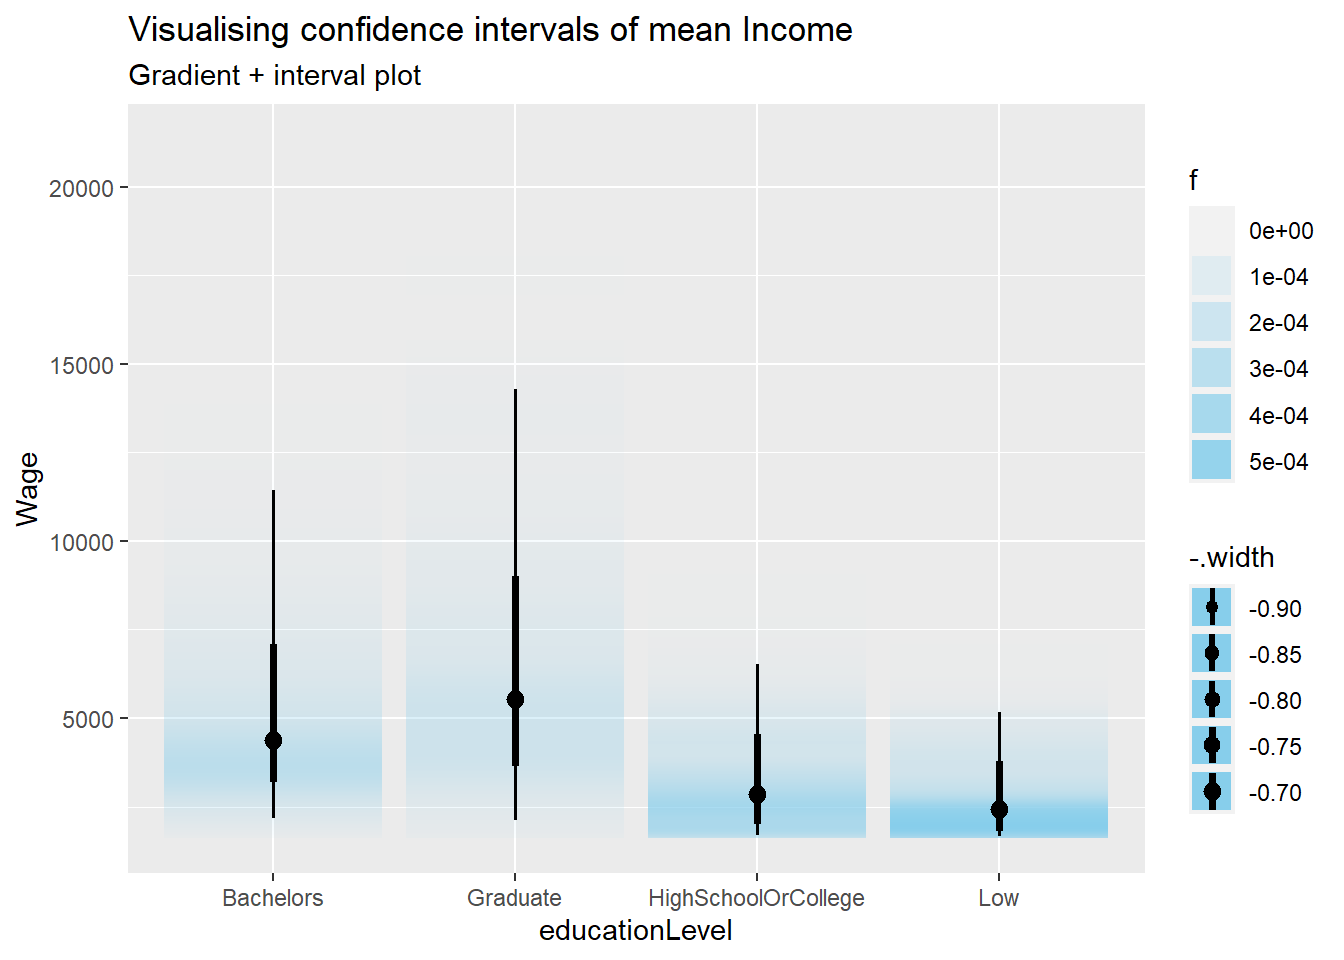 Visualising confidence intervals of mean Income
Gradient + interval plot
Wage
20000
15000
10000
5000
Bachelors
Graduate
HighSchoolOrCollege
Low
educationLevel
f
0e+00
1e-04
2e-04
3e-04
4e-04
5e-04
-.width
-0.90
-0.85
-0.80
-0.75
-0.70